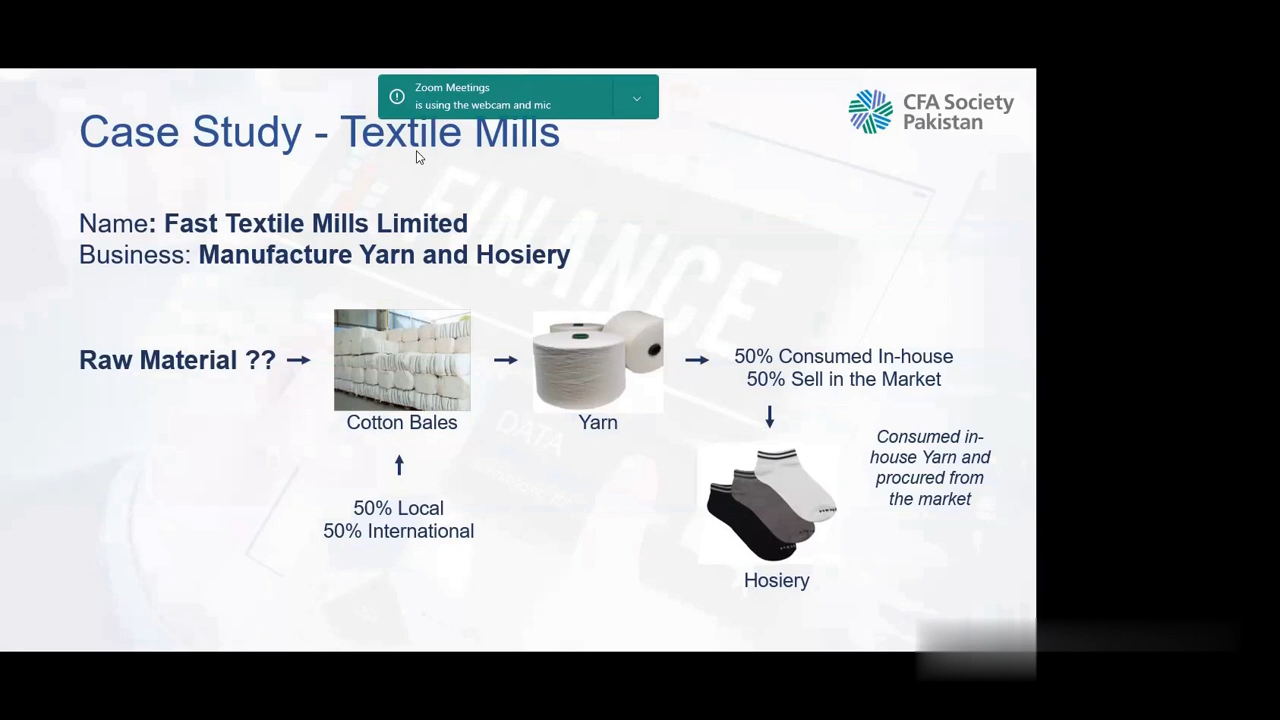 Zoom Meetings
is using the webcam and mic
CFA Society
Pakistan
Case Study - Textile Mills
Name: Fast Textile Mills Limited
Business: Manufacture Yarn and Hosiery
FINANCE
Raw Material ??
50% Consumed In-house
50% Sell in the Market
Cotton Bales
Yarn
DATA
Consumed in-
house Yarn and
procured from
the market
50% Local
50% International
Hosiery